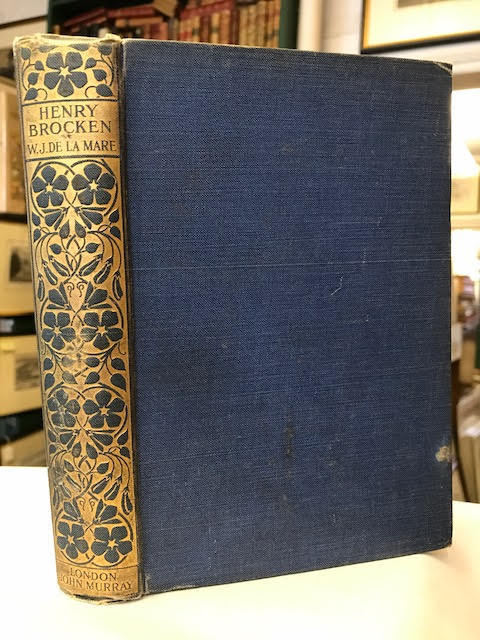 HENRY
BROCKEN
W.J. DE LA MARE
LONDON
JOHN MURRAY